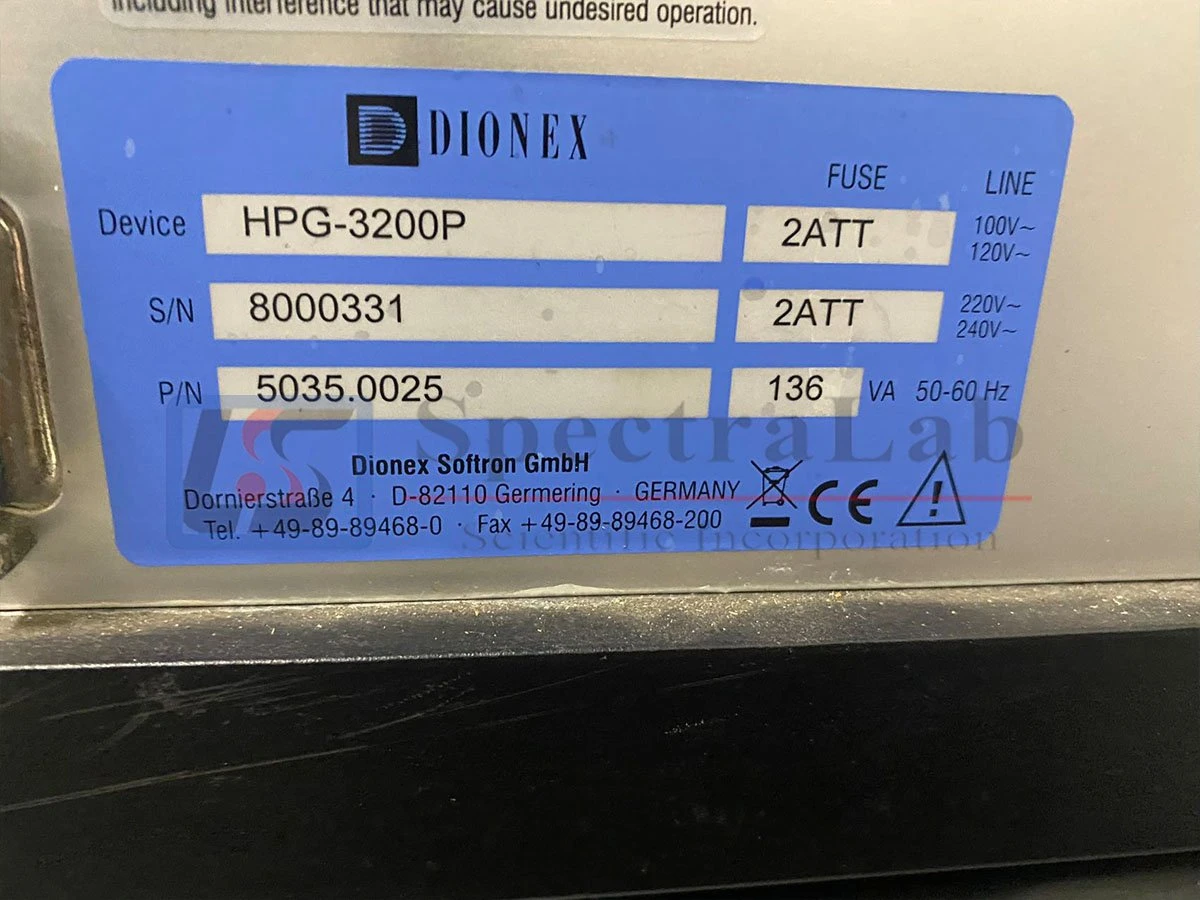 including interference that may cause undesired operation.
DIONEX
FUSE LINE
Device HPG-3200P 2ATT 100V~
120V~
S/N 8000331 2ATT 220V~
240V~
P/N 5035.0025 136 VA 50-60 Hz
SpectraLab
Dionex Softron GmbH
Dornierstraße 4 · D-82110 Germering · GERMANY
Tel. +49-89-89468-0 · Fax +49-89-89468-200
CE
Scientific Incorporation